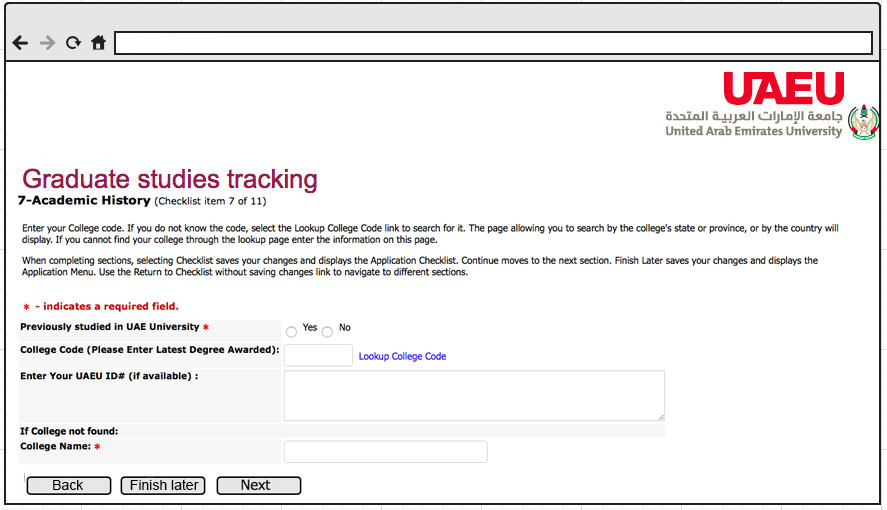 UAEU
جامعة الإمارات العربية المتحدة
United Arab Emirates University
Graduate studies tracking
7-Academic History (Checklist item 7 of 11)
Enter your College code. If you do not know the code, select the Lookup College Code link to search for it. The page allowing you to search by the college's state or province, or by the country will
display. If you cannot find your college through the lookup page enter the information on this page.
When completing sections, selecting Checklist saves your changes and displays the Application Checklist. Continue moves to the next section. Finish Later saves your changes and displays the
Application Menu. Use the Return to Checklist without saving changes link to navigate to different sections.
* - indicates a required field.
Previously studied in UAE University * Yes No
College Code (Please Enter Latest Degree Awarded): Lookup College Code
Enter Your UAEU ID# (if available) :
If College not found:
College Name: *
Back Finish later Next